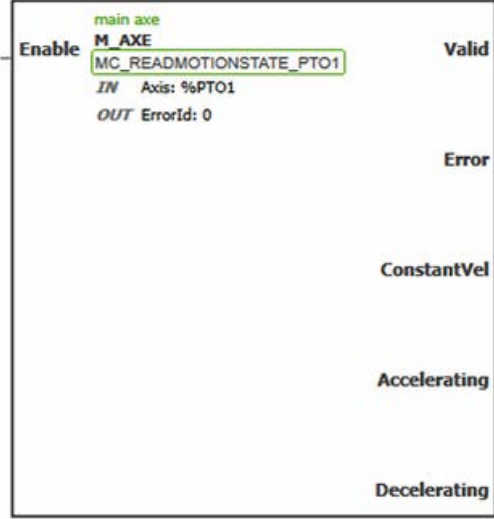 main axe
Enable M_AXE Valid
MC_READMOTIONSTATE_PTO1
IN Axis: %PTO1
OUT ErrorId: 0
Error
ConstantVel
Accelerating
Decelerating